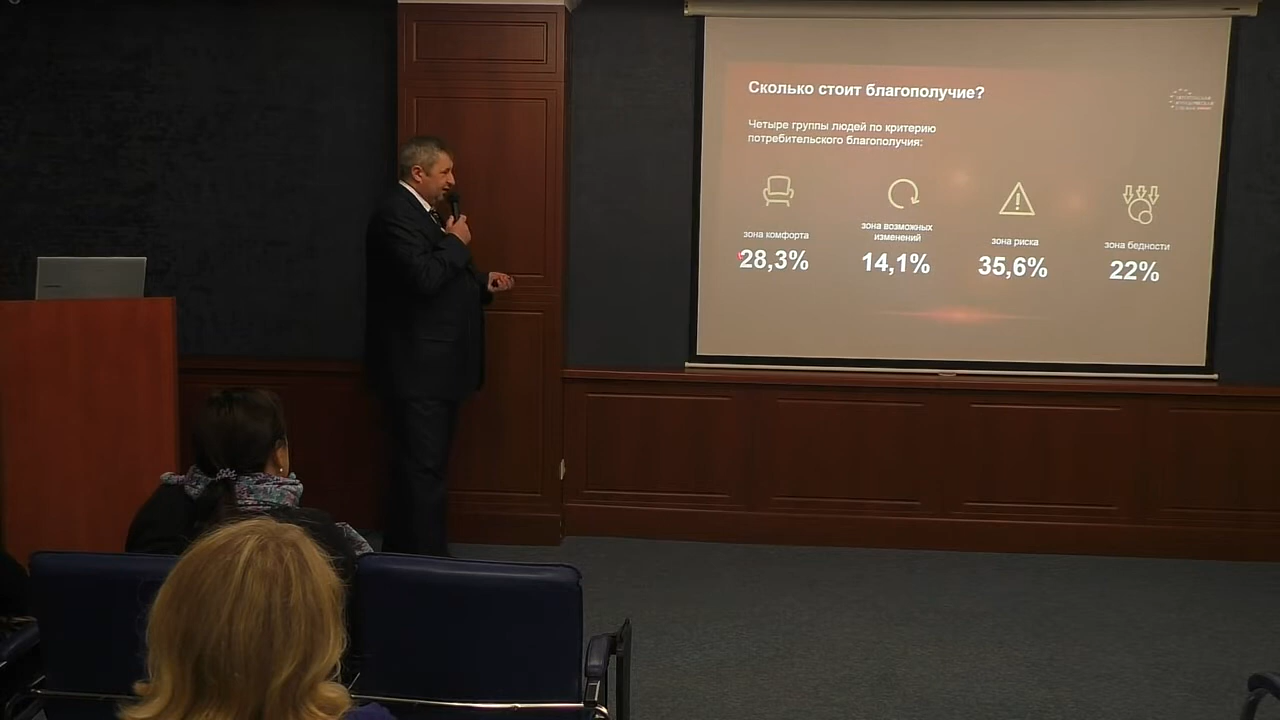 Сколько стоит благополучие?
Четыре группы людей по критерию
потребительского благополучия:
зона комфорта
28,3%
зона возможных
изменений
14,1%
зона риска
35,6%
зона бедности
22%